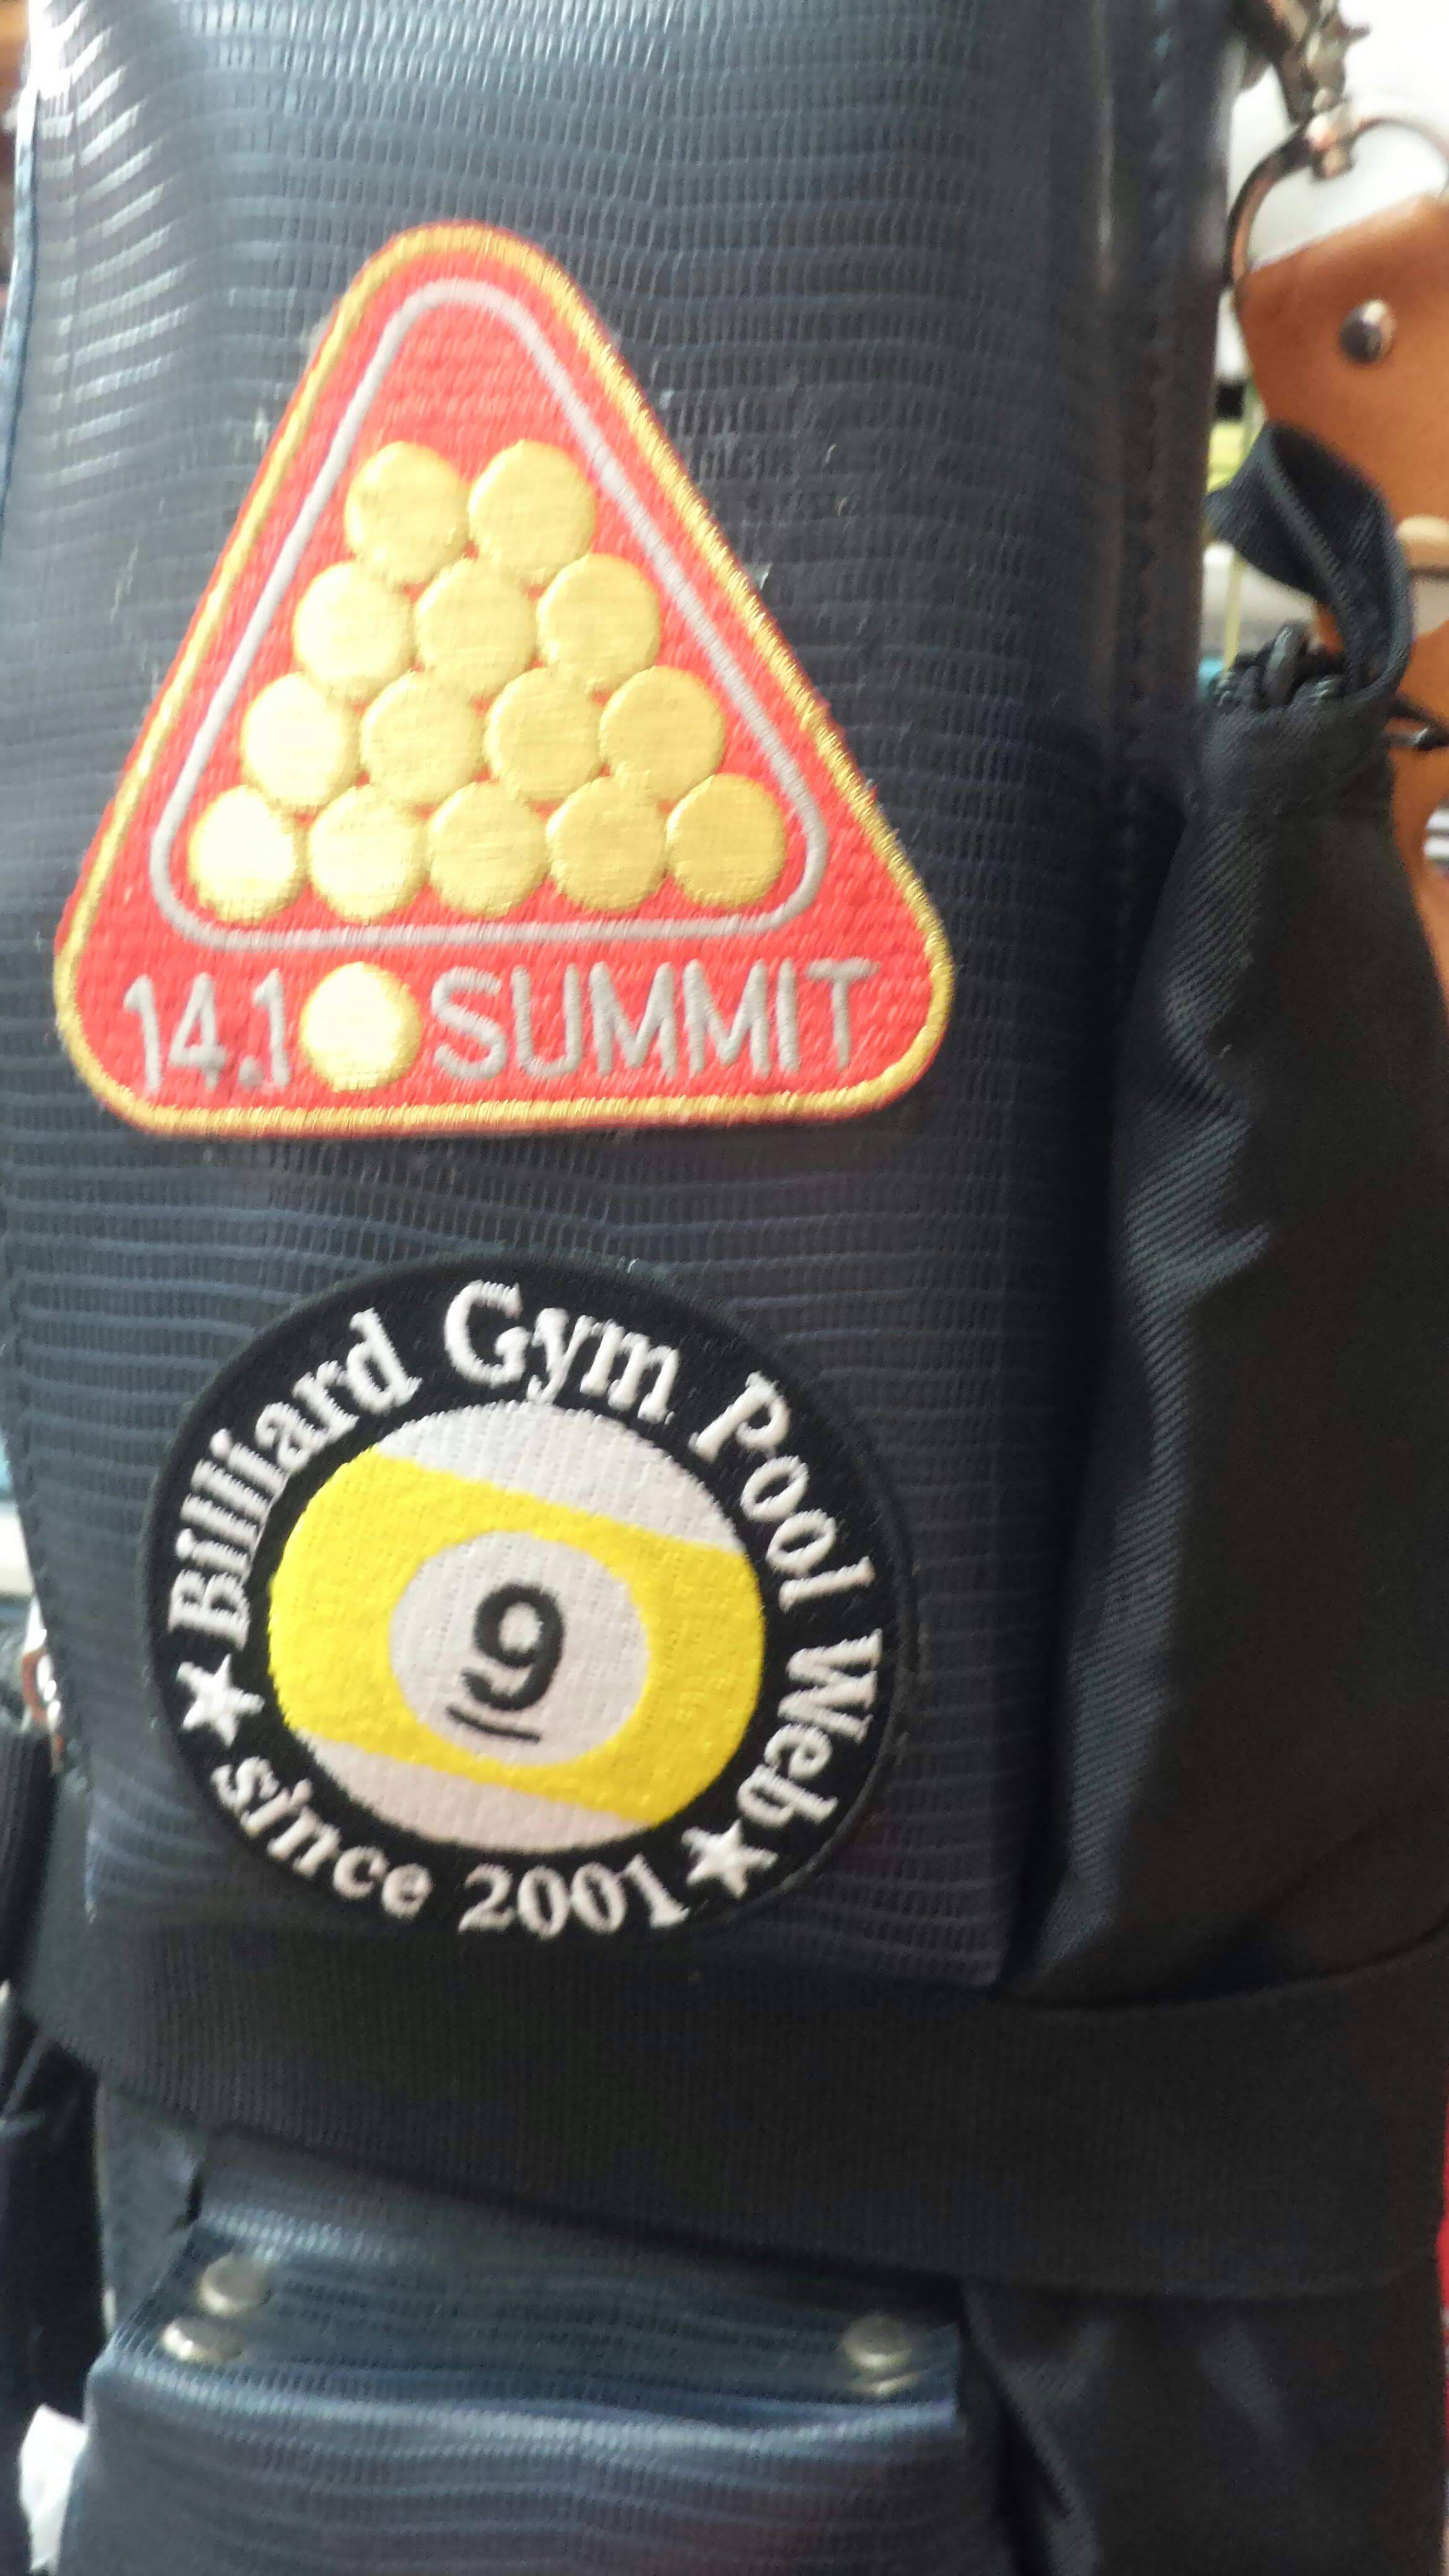 14.1 SUMMIT
Billiard Gym Pool Web
9
since 2001